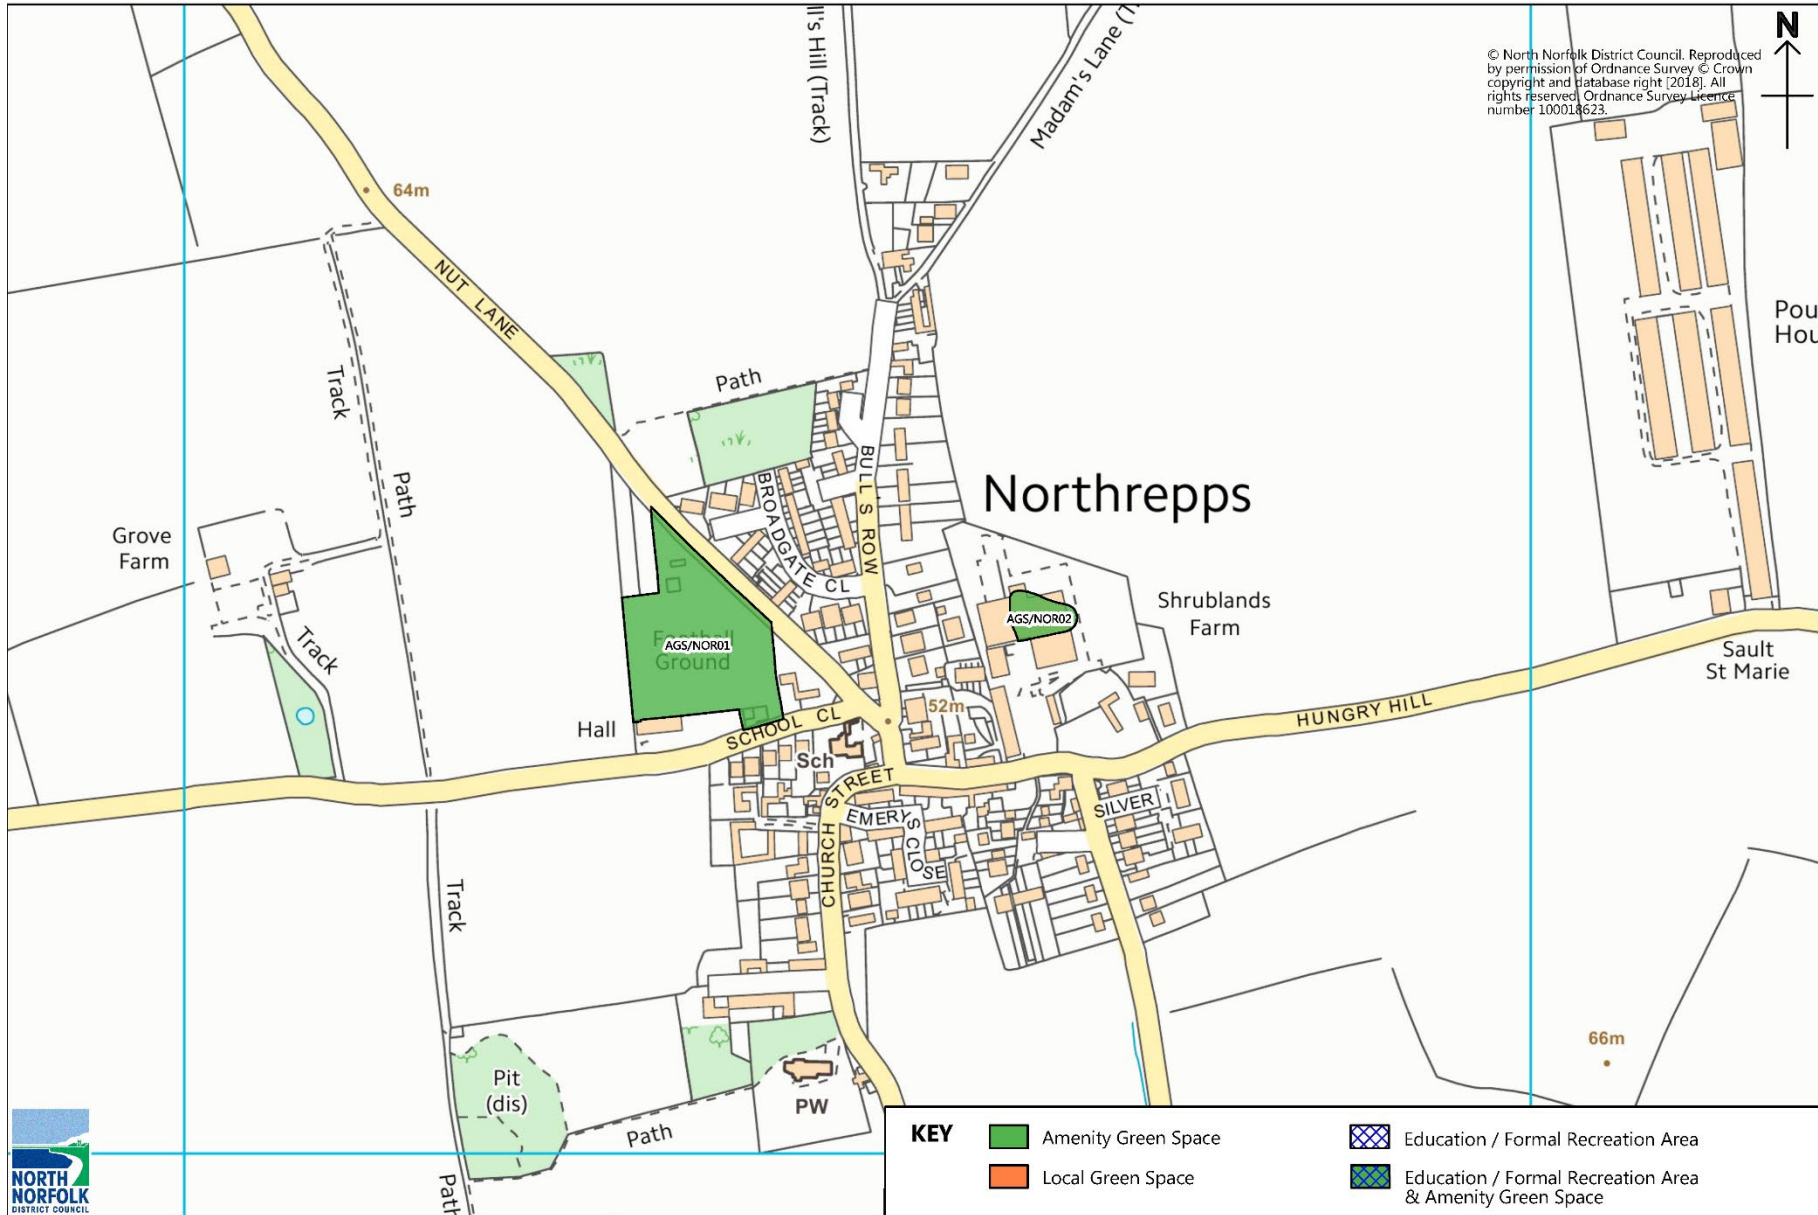 ll's Hill (Track)
Madam's Lane (T
N
© North Norfolk District Council. Reproduced
by permission of Ordnance Survey © Crown
copyright and database right [2018]. All
rights reserved. Ordnance Survey Licence
number 100018623.
64m
NUT LANE
Track
Path
Path
Pou
Hou
BULL'S ROW
BROADGATE CL
Northrepps
Grove
Farm
Track
Football
Ground
AGS/NOR01
AGS/NOR02
Shrublands
Farm
Sault
St Marie
Hall
SCHOOL CL
52m
HUNGRY HILL
Sch
CHURCH STREET
EMERY'S CLOSE
SILVER
Track
66m
Pit
(dis)
PW
Path
Path
NORTH
NORFOLK
DISTRICT COUNCIL
KEY
Amenity Green Space
Local Green Space
Education / Formal Recreation Area
Education / Formal Recreation Area
& Amenity Green Space